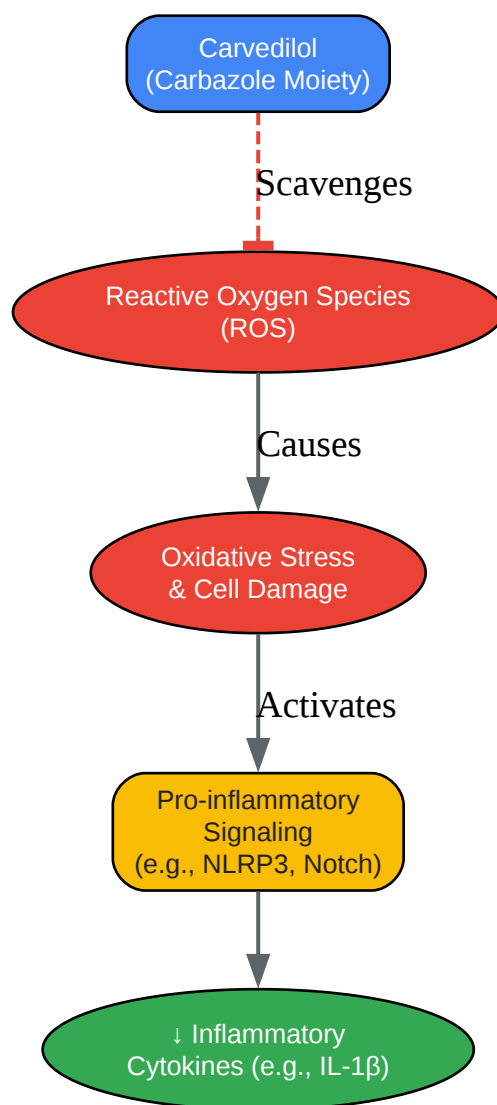 Carvedilol
(Carbazole Moiety)
Scavenges
Reactive Oxygen Species
(ROS)
Causes
Oxidative Stress
& Cell Damage
Activates
Pro-inflammatory
Signaling
(e.g., NLRP3, Notch)
↓ Inflammatory
Cytokines (e.g., IL-1β)